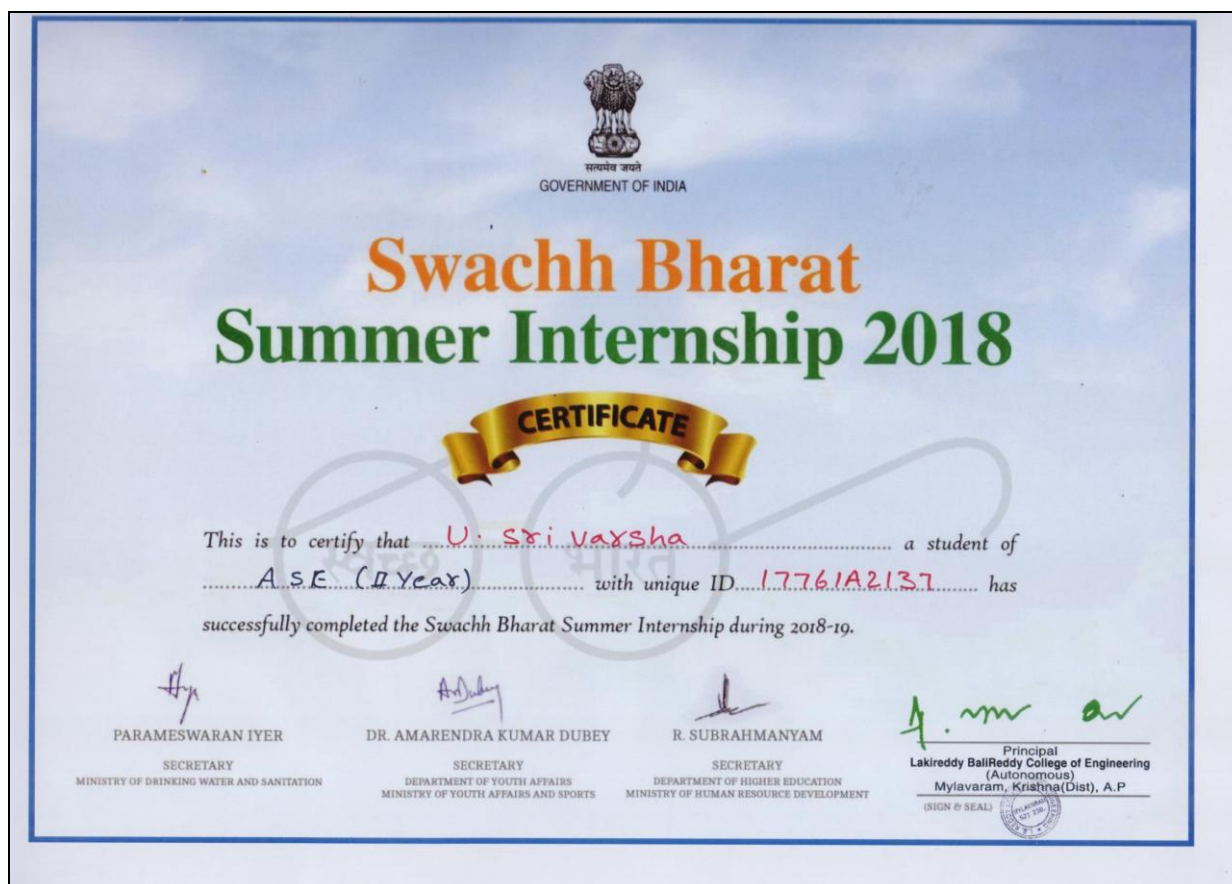 सत्यमेव जयते
GOVERNMENT OF INDIA
Swachh Bharat
Summer Internship 2018
CERTIFICATE
स्वच्छ भारत
This is to certify that U. Sri Varsha a student of
A S E (II Year) with unique ID 17761A2137 has
successfully completed the Swachh Bharat Summer Internship during 2018-19.
PARAMESWARAN IYER
SECRETARY
MINISTRY OF DRINKING WATER AND SANITATION
DR. AMARENDRA KUMAR DUBEY
SECRETARY
DEPARTMENT OF YOUTH AFFAIRS
MINISTRY OF YOUTH AFFAIRS AND SPORTS
R. SUBRAHMANYAM
SECRETARY
DEPARTMENT OF HIGHER EDUCATION
MINISTRY OF HUMAN RESOURCE DEVELOPMENT
Principal
Lakireddy BaliReddy College of Engineering
(Autonomous)
Mylavaram, Krishna(Dist), A.P
(SIGN & SEAL)